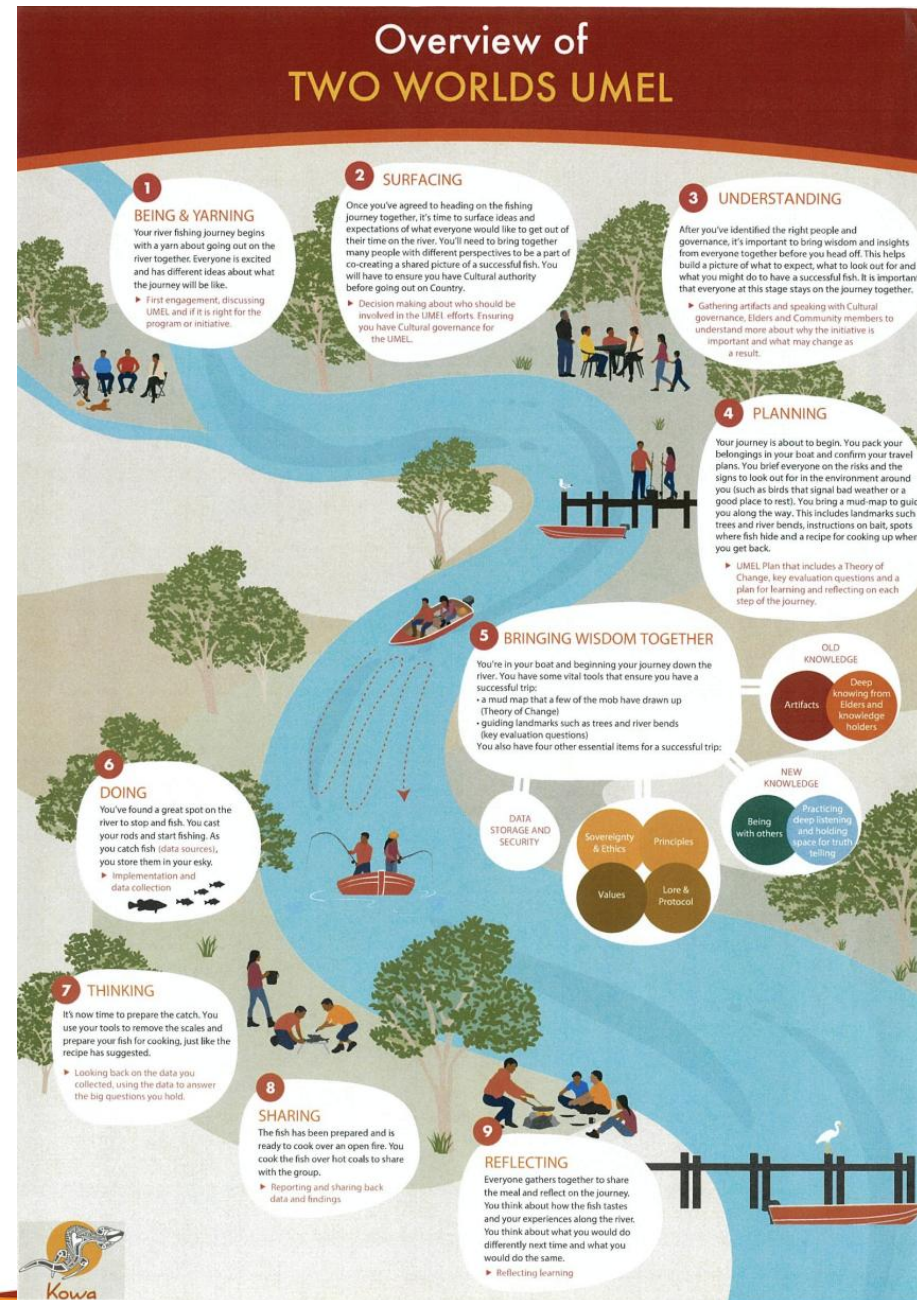 Overview of
TWO WORLDS UMEL
1
BEING & YARNING
Your river fishing journey begins
with a yarn about going out on the
river together. Everyone is excited
and has different ideas about what
the journey will be like.
► First engagement, discussing
UMEL and if it is right for the
program or initiative.
2 SURFACING
Once you've agreed to heading on the fishing
journey together, it's time to surface ideas and
expectations of what everyone would like to get out of
their time on the river. You'll need to bring together
many people with different perspectives to be a part of
co-creating a shared picture of a successful fish. You
will have to ensure you have Cultural authority
before going out on Country.
► Decision making about who should be
involved in the UMEL efforts. Ensuring
you have Cultural governance for
the UMEL.
3 UNDERSTANDING
After you've identified the right people and
governance, it's important to bring wisdom and insights
from everyone together before you head off. This helps
build a picture of what to expect, what to look out for and
what you might do to have a successful fish. It is important
that everyone at this stage stays on the journey together.
► Gathering artifacts and speaking with Cultural
governance, Elders and Community members to
understand more about why the initiative is
important and what may change as
a result.
4 PLANNING
Your journey is about to begin. You pack your
belongings in your boat and confirm your travel
plans. You brief everyone on the risks and the
signs to look out for in the environment around
you (such as birds that signal bad weather or a
good place to rest). You bring a mud-map to
you along the way. This includes landmarks such
trees and river bends, instructions on bait, spots
where fish hide and a recipe for cooking up
you get back.
► UMEL Plan that includes a Theory of
Change, key evaluation questions and a
plan for learning and reflecting on each
step of the journey.
5 BRINGING WISDOM TOGETHER
You're in your boat and beginning your journey down the
river. You have some vital tools that ensure you have a
successful trip:
• a mud map that a few of the mob have drawn up
(Theory of Change)
• guiding landmarks such as trees and river bends
(key evaluation questions)
You also have four other essential items for a successful trip:
OLD
KNOWLEDGE
Artifacts
Deep
knowing from
Elders and
knowledge
holders
NEW
KNOWLEDGE
Being
with others
Practicing
deep listening
and holding
space for truth
telling
DATA
STORAGE AND
SECURITY
Sovereignty
& Ethics
Principles
Values
Lore &
Protocol
6
DOING
You've found a great spot on the
river to stop and fish. You cast
your rods and start fishing. As
you catch fish (data sources),
you store them in your esky.
► Implementation and
data collection
7 THINKING
It's now time to prepare the catch. You
use your tools to remove the scales and
prepare your fish for cooking, just like the
recipe has suggested.
► Looking back on the data you
collected, using the data to answer
the big questions you hold.
8
SHARING
The fish has been prepared and is
ready to cook over an open fire. You
cook the fish over hot coals to share
with the group.
► Reporting and sharing back
data and findings
9
REFLECTING
Everyone gathers together to share
the meal and reflect on the journey.
You think about how the fish tastes
and your experiences along the river.
You think about what you would do
differently next time and what you
would do the same.
► Reflecting learning
Kowa